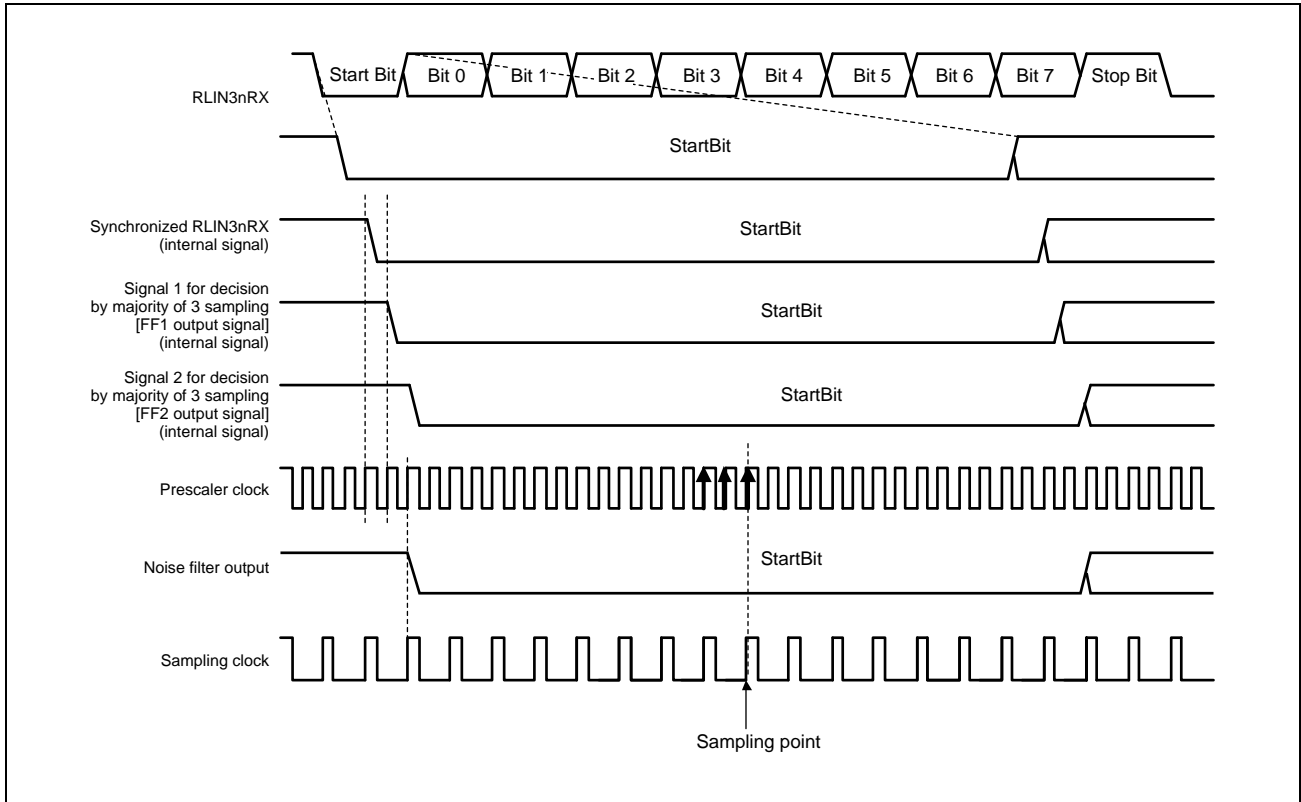 Start Bit Bit 0 Bit 1 Bit 2 Bit 3 Bit 4 Bit 5 Bit 6 Bit 7 Stop Bit
RLIN3nRX
StartBit
Synchronized RLIN3nRX
(internal signal)
StartBit
Signal 1 for decision
by majority of 3 sampling
[FF1 output signal]
(internal signal)
StartBit
Signal 2 for decision
by majority of 3 sampling
[FF2 output signal]
(internal signal)
StartBit
Prescaler clock
Noise filter output
StartBit
Sampling clock
Sampling point